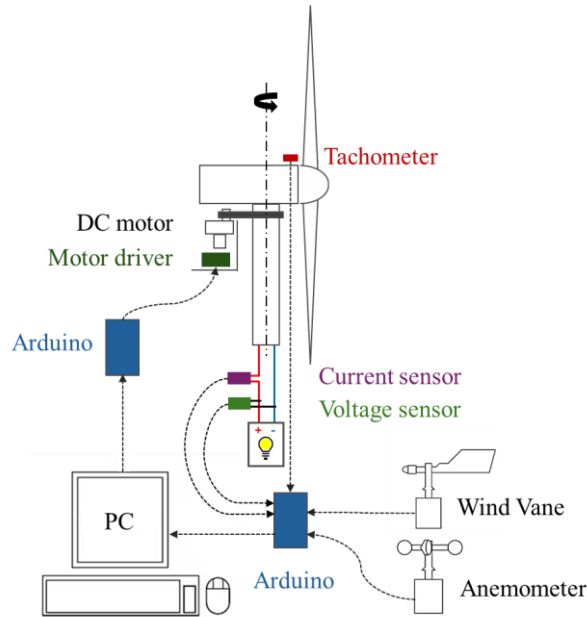 Tachometer
DC motor
Motor driver
Arduino
Current sensor
Voltage sensor
+ -
PC
Wind Vane
Arduino
Anemometer